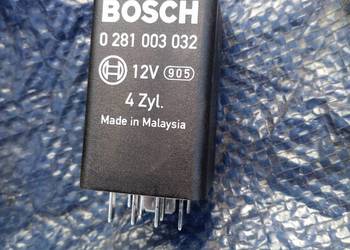 BOSCH
0 281 003 032
12V 905
4 Zyl.
Made in Malaysia